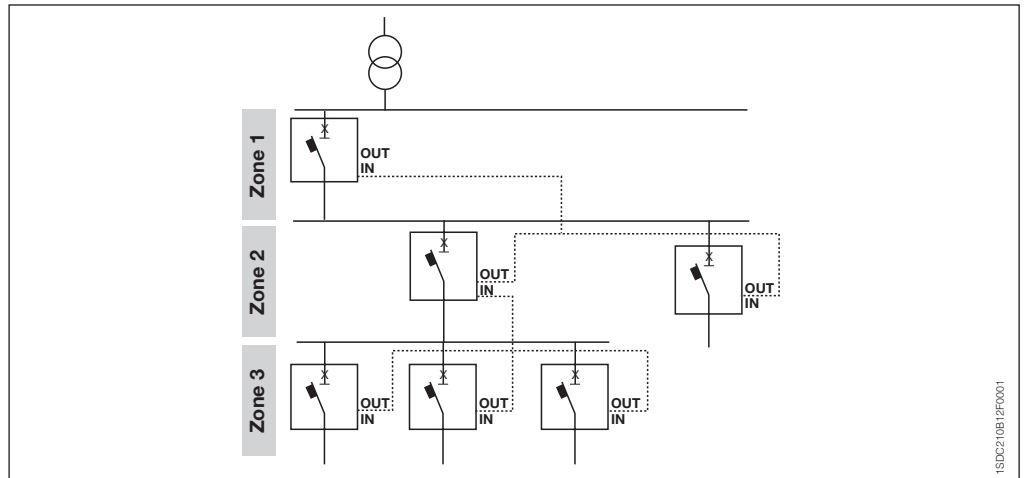 Zone 1
OUT
IN
Zone 2
OUT
IN
OUT
IN
Zone 3
OUT
IN
OUT
IN
OUT
IN
1SDC210B12F0001